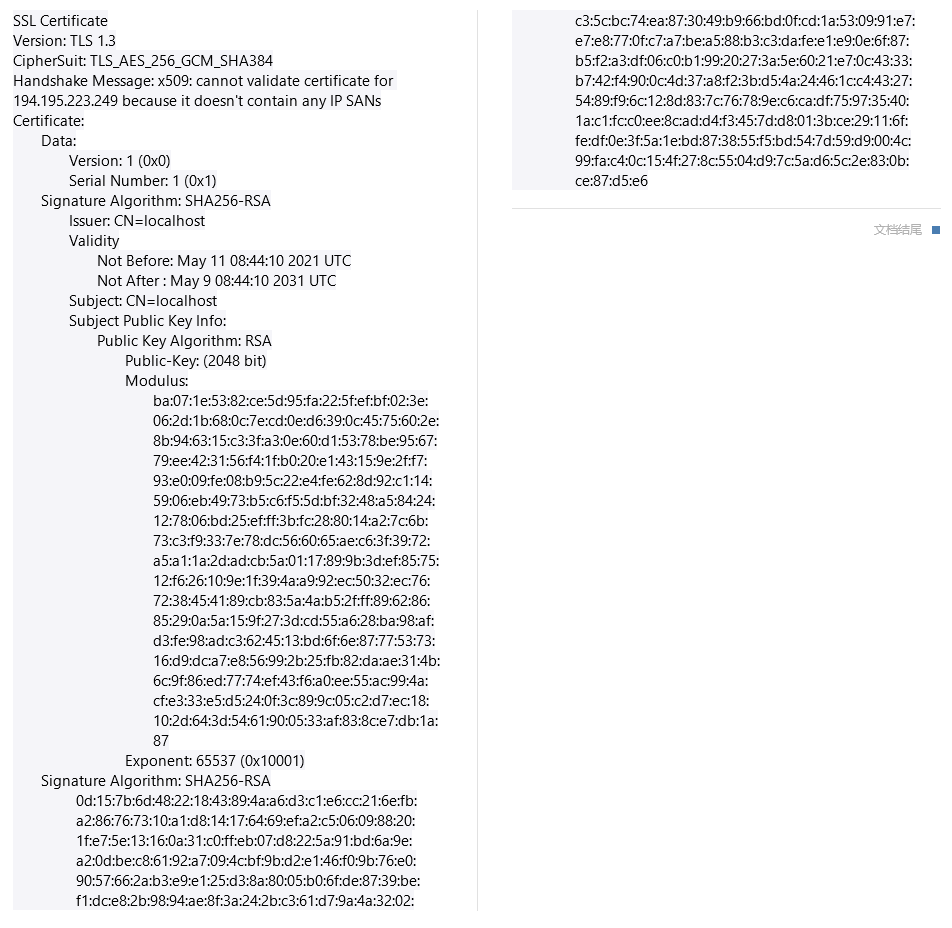 SSL Certificate
Version: TLS 1.3
CipherSuit: TLS_AES_256_GCM_SHA384
Handshake Message: x509: cannot validate certificate for
194.195.223.249 because it doesn't contain any IP SANs
Certificate:
Data:
Version: 1 (0x0)
Serial Number: 1 (0x1)
Signature Algorithm: SHA256-RSA
Issuer: CN=localhost
Validity
Not Before: May 11 08:44:10 2021 UTC
Not After : May 9 08:44:10 2031 UTC
Subject: CN=localhost
Subject Public Key Info:
Public Key Algorithm: RSA
Public-Key: (2048 bit)
Modulus:
ba:07:1e:53:82:ce:5d:95:fa:22:5f:ef:bf:02:3e:
06:2d:1b:68:0c:7e:cd:0e:d6:39:0c:45:75:60:2e:
8b:94:63:15:c3:3f:a3:0e:60:d1:53:78:be:95:67:
79:ee:42:31:56:f4:1f:b0:20:e1:43:15:9e:2f:f7:
93:e0:09:fe:08:b9:5c:22:e4:fe:62:8d:92:c1:14:
59:06:eb:49:73:b5:c6:f5:5d:bf:32:48:a5:84:24:
12:78:06:bd:25:ef:ff:3b:fc:28:80:14:a2:7c:6b:
73:c3:f9:33:7e:78:dc:56:60:65:ae:c6:3f:39:72:
a5:a1:1a:2d:ad:cb:5a:01:17:89:9b:3d:ef:85:75:
12:f6:26:10:9e:1f:39:4a:a9:92:ec:50:32:ec:76:
72:38:45:41:89:cb:83:5a:4a:b5:2f:ff:89:62:86:
85:29:0a:5a:15:9f:27:3d:cd:55:a6:28:ba:98:af:
d3:fe:98:ad:c3:62:45:13:bd:6f:6e:87:77:53:73:
16:d9:dc:a7:e8:56:99:2b:25:fb:82:da:ae:31:4b:
6c:9f:86:ed:77:74:ef:43:f6:a0:ee:55:ac:99:4a:
cf:e3:33:e5:d5:24:0f:3c:89:9c:05:c2:d7:ec:18:
10:2d:64:3d:54:61:90:05:33:af:83:8c:e7:db:1a:
87
Exponent: 65537 (0x10001)
Signature Algorithm: SHA256-RSA
0d:15:7b:6d:48:22:18:43:89:4a:a6:d3:c1:e6:cc:21:6e:fb:
a2:86:76:73:10:a1:d8:14:17:64:69:ef:a2:c5:06:09:88:20:
1f:e7:5e:13:16:0a:31:c0:ff:eb:07:d8:22:5a:91:bd:6a:9e:
a2:0d:be:c8:61:92:a7:09:4c:bf:9b:d2:e1:46:f0:9b:76:e0:
90:57:66:2a:b3:e9:e1:25:d3:8a:80:05:b0:6f:de:87:39:be:
f1:dc:e8:2b:98:94:ae:8f:3a:24:2b:c3:61:d7:9a:4a:32:02:
c3:5c:bc:74:ea:87:30:49:b9:66:bd:0f:cd:1a:53:09:91:e7:
e7:e8:77:0f:c7:a7:be:a5:88:b3:c3:da:fe:e1:e9:0e:6f:87:
b5:f2:a3:df:06:c0:b1:99:20:27:3a:5e:60:21:e7:0c:43:33:
b7:42:f4:90:0c:4d:37:a8:f2:3b:d5:4a:24:46:1c:c4:43:27:
54:89:f9:6c:12:8d:83:7c:76:78:9e:c6:ca:df:75:97:35:40:
1a:c1:fc:c0:ee:8c:ad:d4:f3:45:7d:d8:01:3b:ce:29:11:6f:
fe:df:0e:3f:5a:1e:bd:87:38:55:f5:bd:54:7d:59:d9:00:4c:
99:fa:c4:0c:15:4f:27:8c:55:04:d9:7c:5a:d6:5c:2e:83:0b:
ce:87:d5:e6
文档结尾